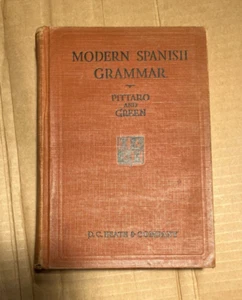 MODERN SPANISH
GRAMMAR
PITTARO
AND
GREEN
D. C. HEATH & COMPANY